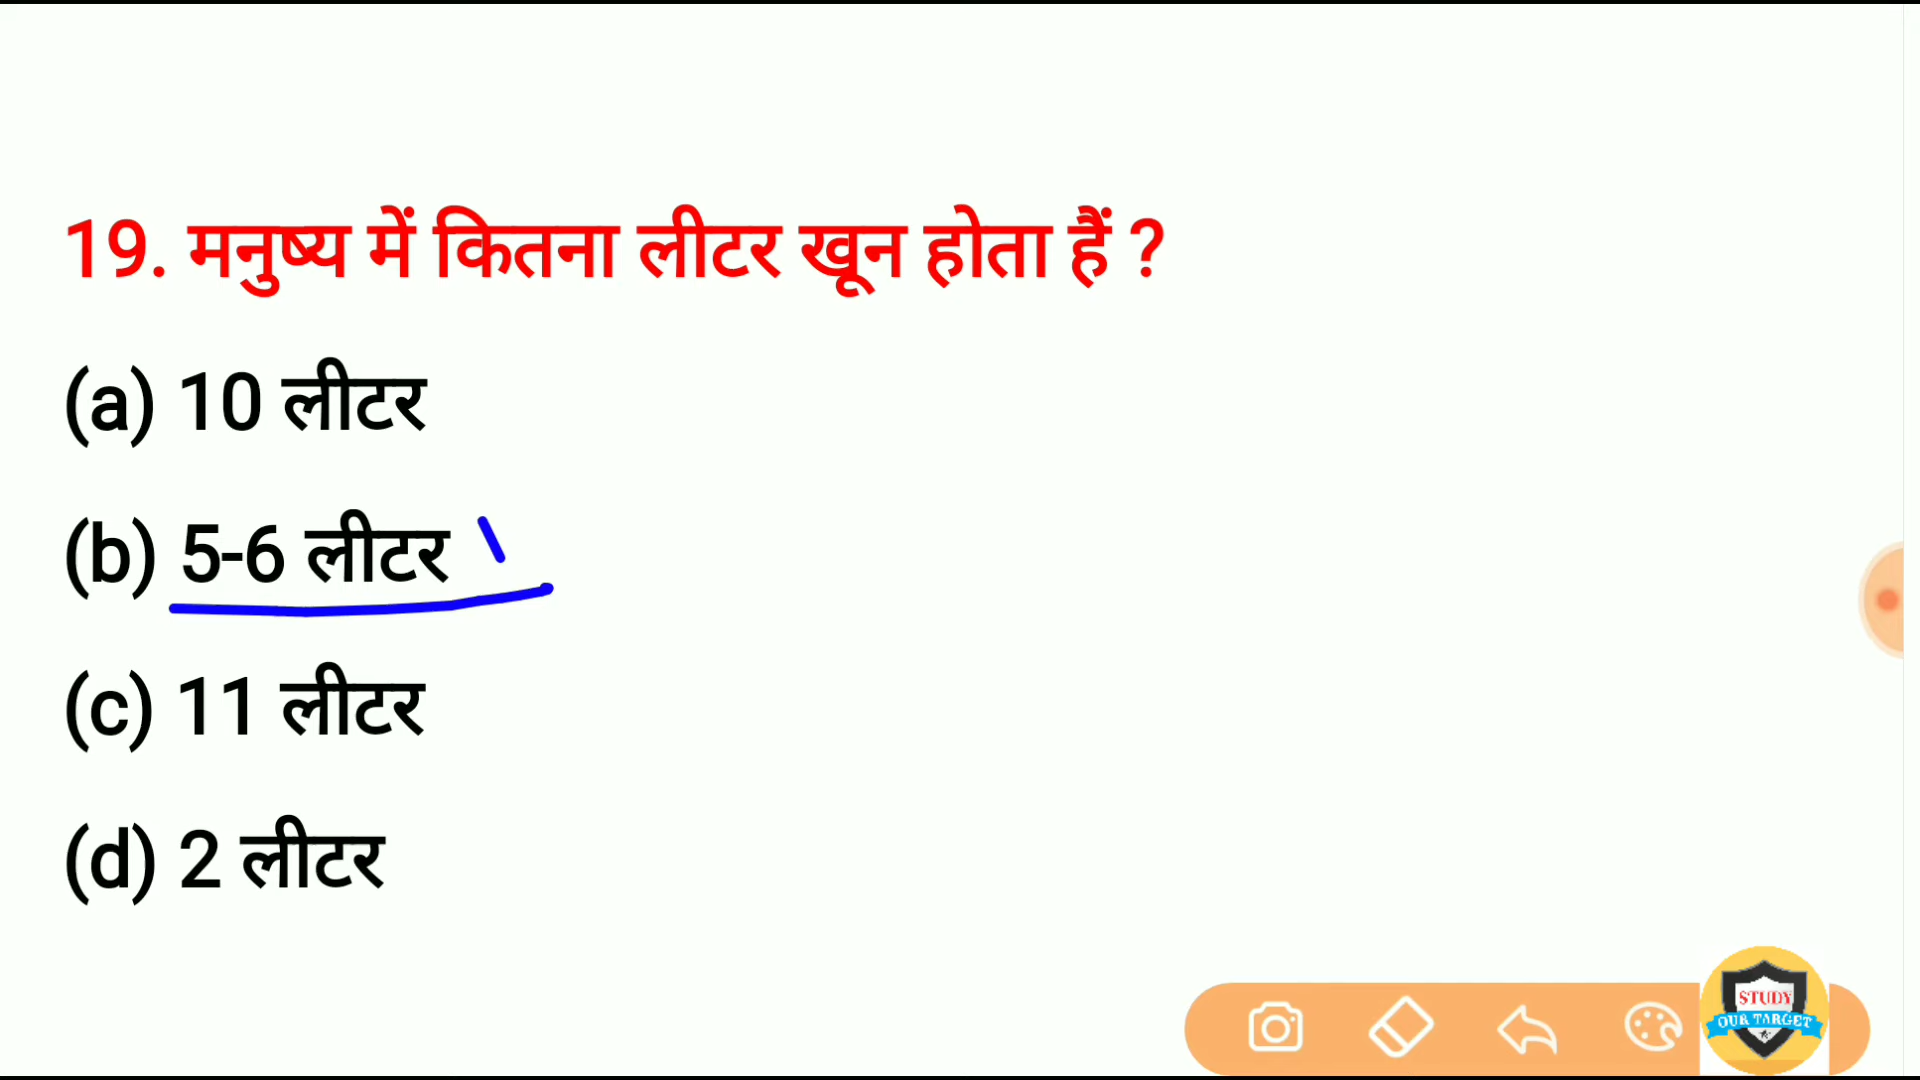 19. मनुष्य में कितना लीटर खून होता हैं ?
(a) 10 लीटर
(b) 5-6 लीटर
(c) 11 लीटर
(d) 2 लीटर
STUDY
OUR TARGET